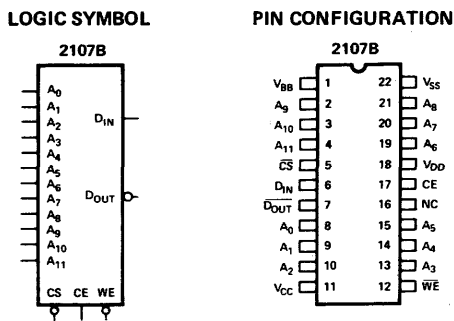 LOGIC SYMBOL
2107B
A0
A1
A2
A3
A4
A5
A6
A7
A8
A9
A10
A11
DIN
DOUT
CS CE WE
PIN CONFIGURATION
2107B
VBB 1 22 VSS
A9 2 21 A8
A10 3 20 A7
A11 4 19 A6
C̅S̅ 5 18 VDD
DIN 6 17 CE
D̅O̅U̅T̅ 7 16 NC
A0 8 15 A5
A1 9 14 A4
A2 10 13 A3
VCC 11 12 W̅E̅